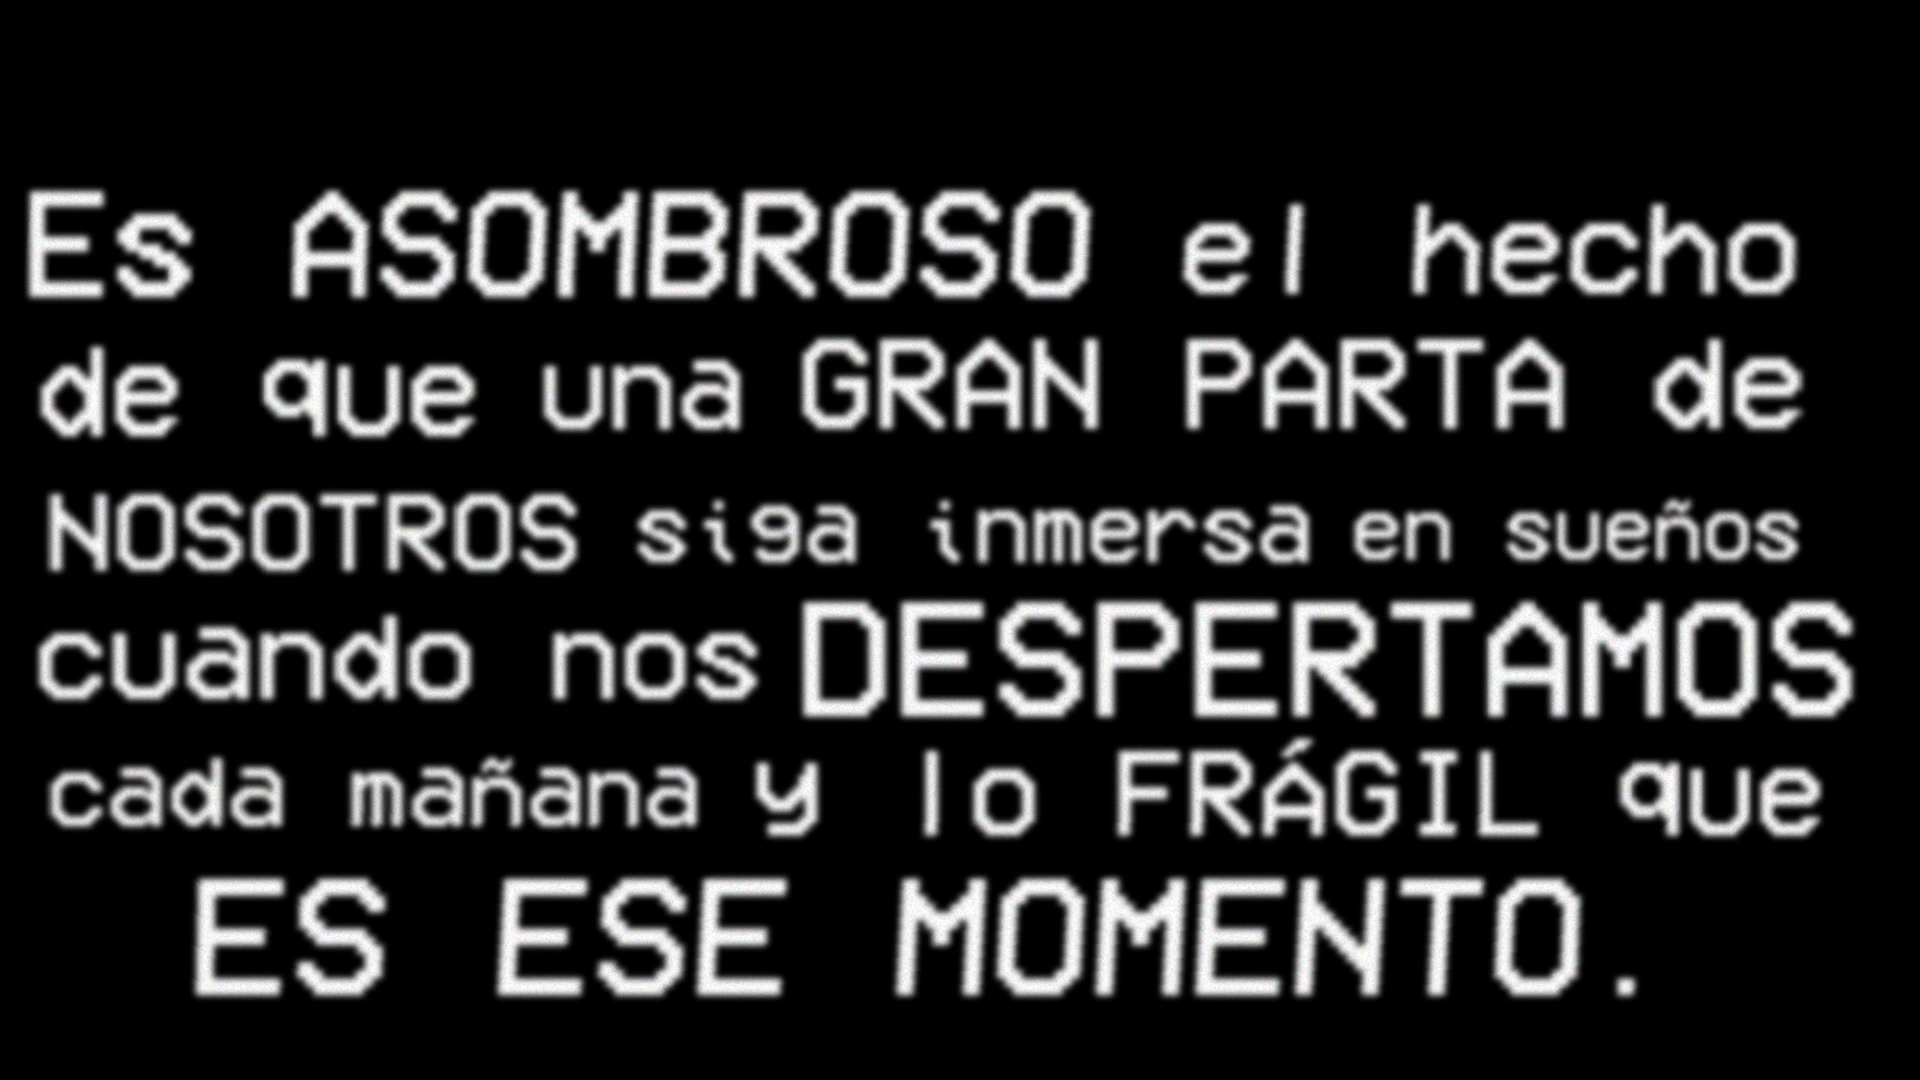 Es ASOMBROSO el hecho
de que una GRAN PARTA de
NOSOTROS siga inmersa en sueños
cuando nos DESPERTAMOS
cada mañana y lo FRÁGIL que
ES ESE MOMENTO.